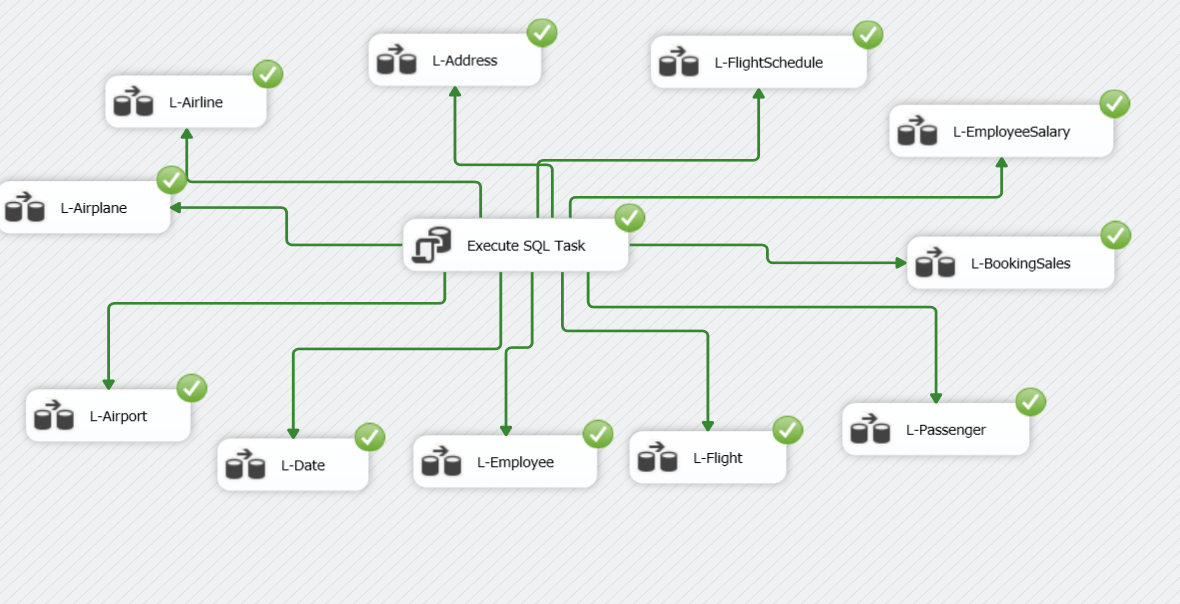 L-Address
L-FlightSchedule
L-Airline
L-EmployeeSalary
L-Airplane
Execute SQL Task
L-BookingSales
L-Airport
L-Passenger
L-Date
L-Employee
L-Flight